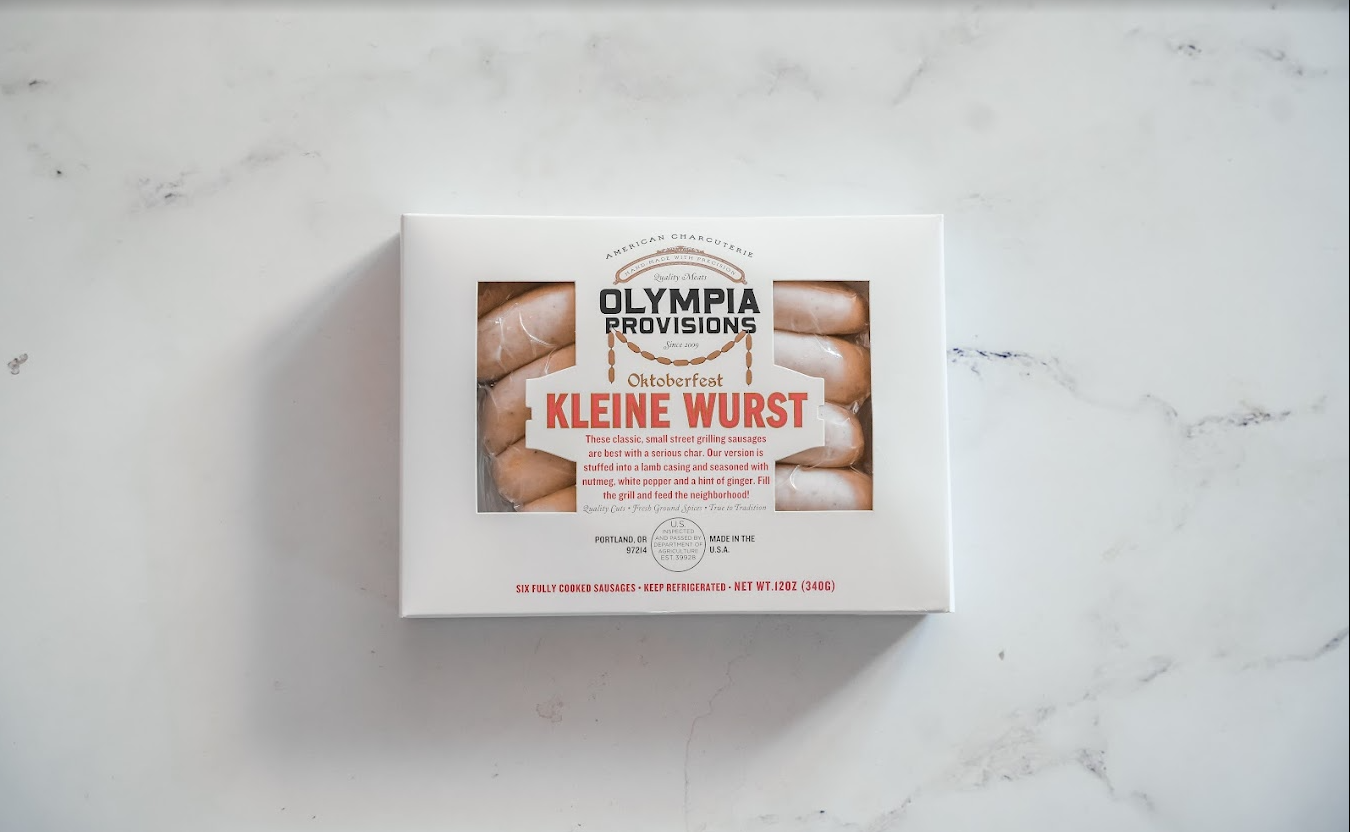 AMERICAN CHARCUTERIE
HAND-MADE WITH PRECISION
Quality Meats
OLYMPIA
PROVISIONS
Since 2009
Oktoberfest
KLEINE WURST
These classic, small street grilling sausages
are best with a serious char. Our version is
stuffed into a lamb casing and seasoned with
nutmeg, white pepper and a hint of ginger. Fill
the grill and feed the neighborhood!
Quality Cuts • Fresh Ground Spices • True to Tradition
PORTLAND, OR
97214
U.S.
INSPECTED
AND PASSED BY
DEPARTMENT OF
AGRICULTURE
EST. 39928
MADE IN THE
U.S.A.
SIX FULLY COOKED SAUSAGES • KEEP REFRIGERATED • NET WT.12OZ (340G)